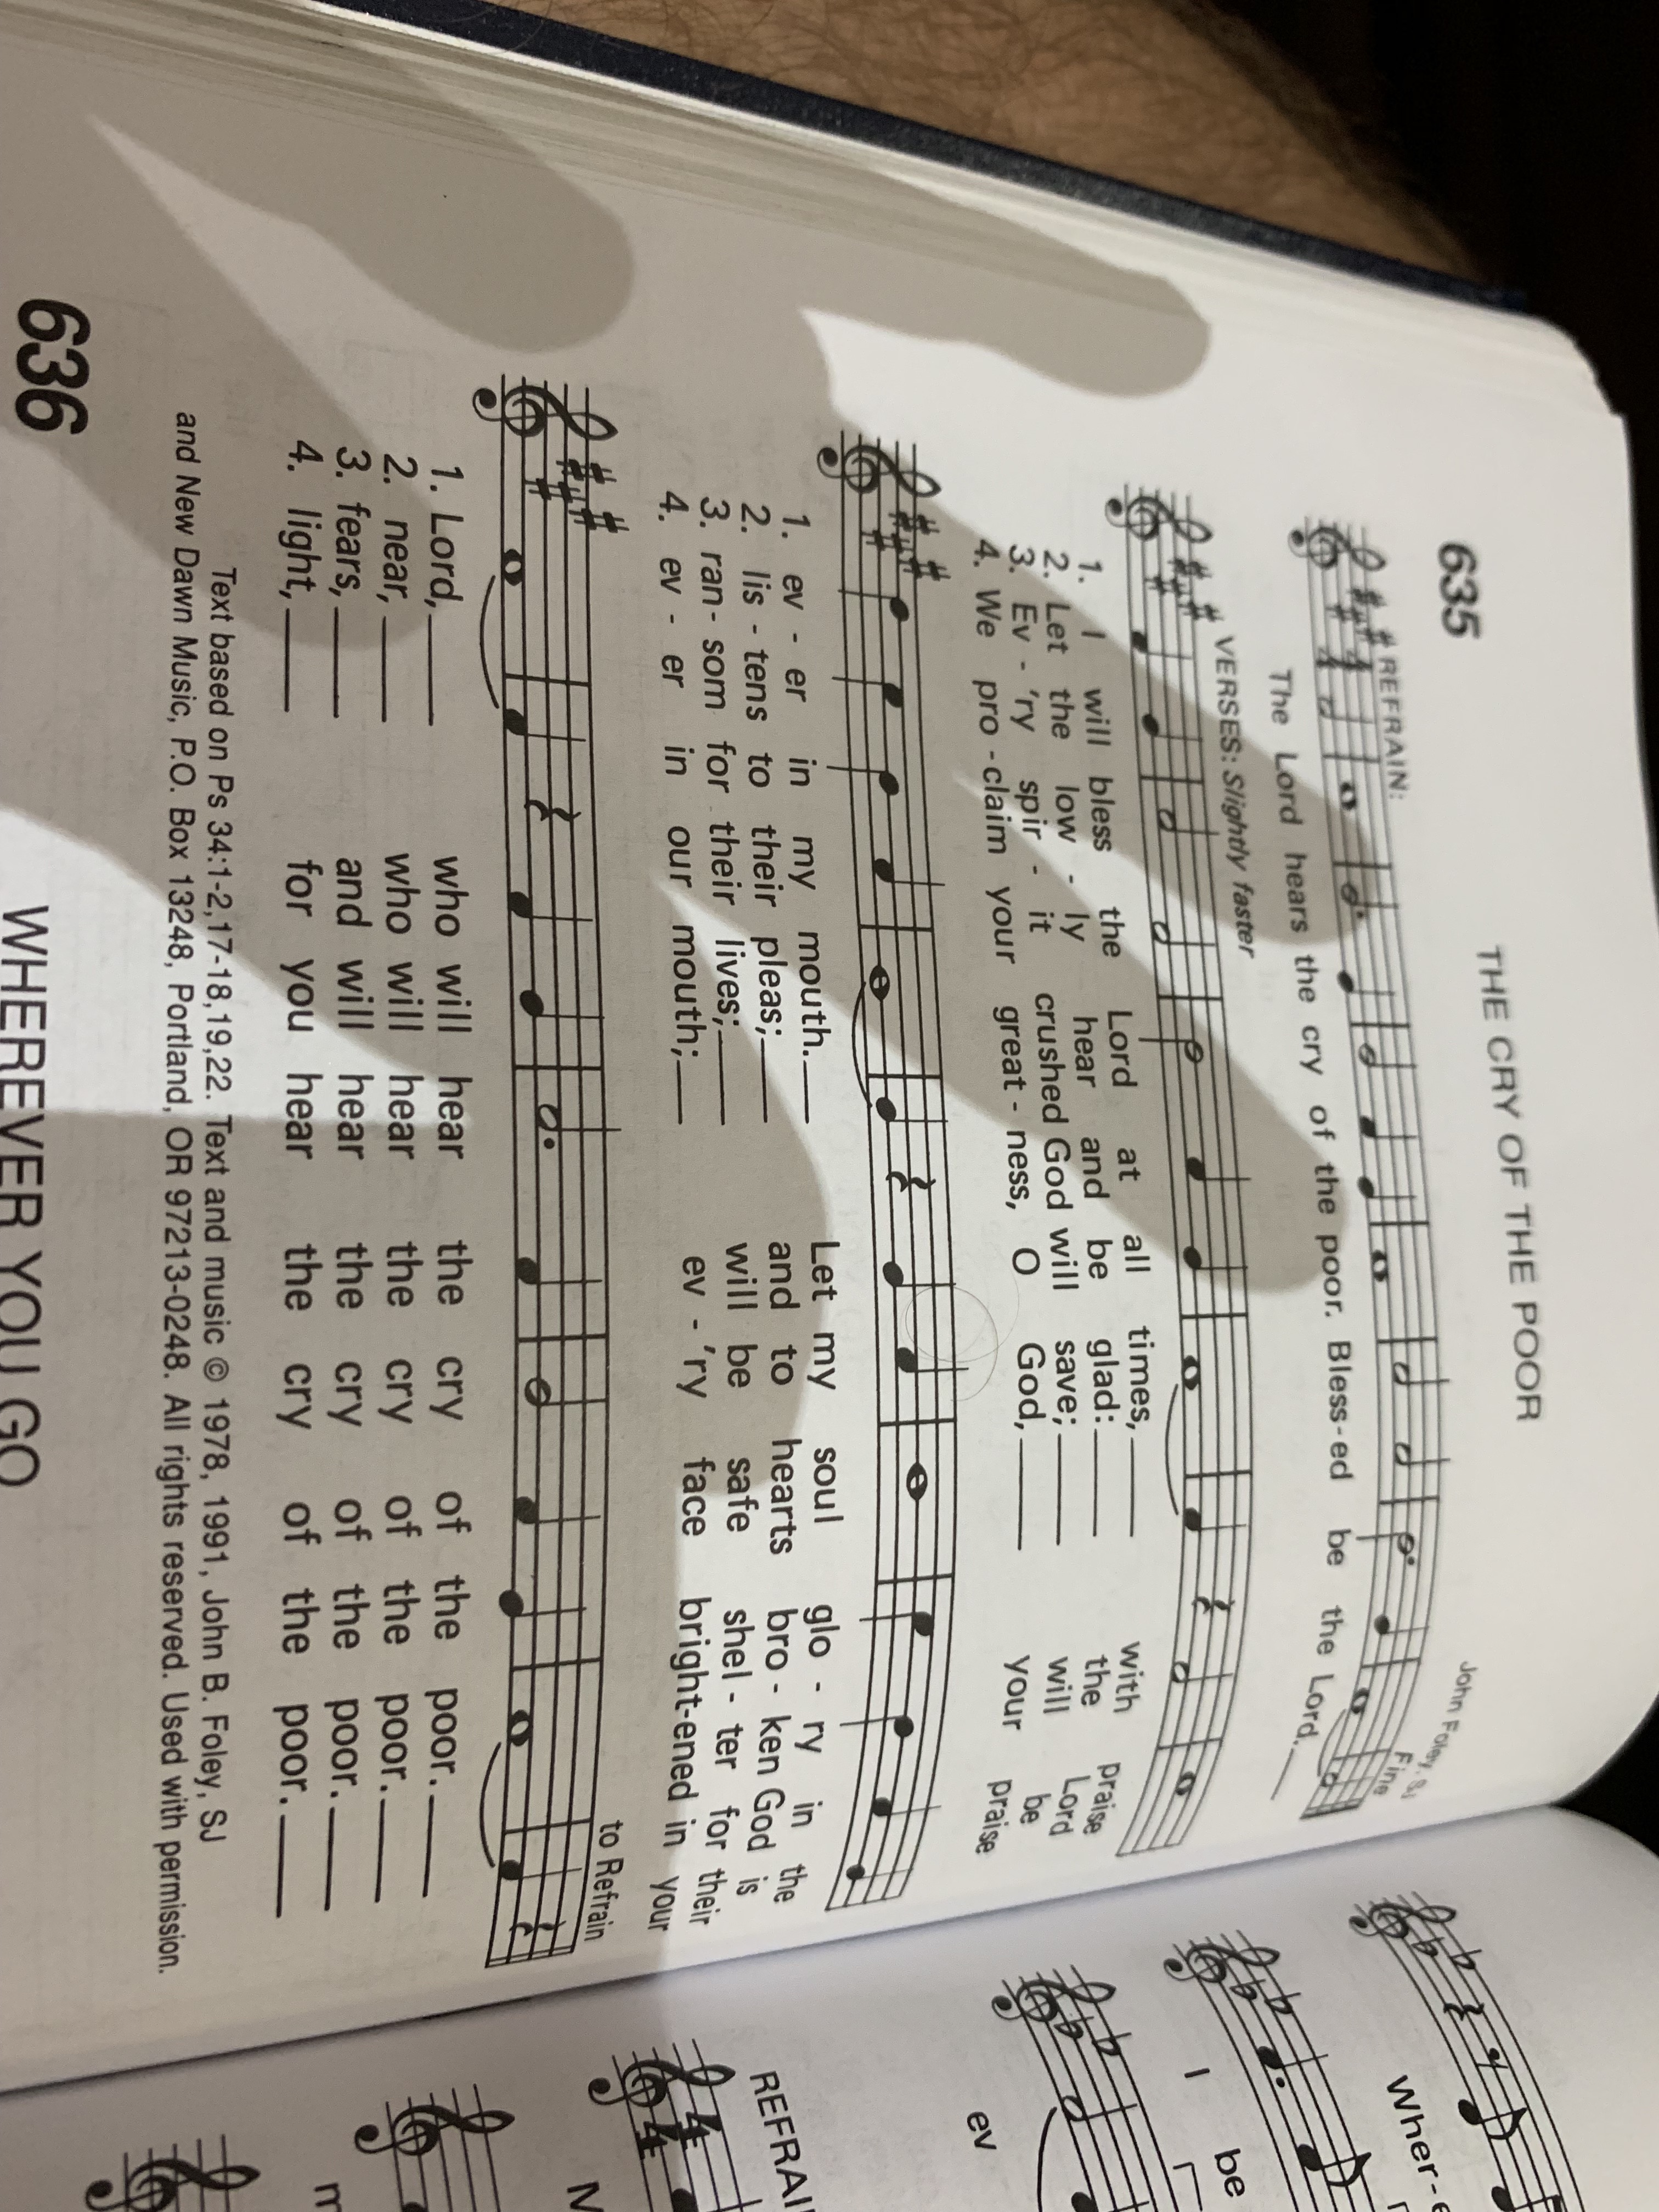 635
THE CRY OF THE POOR
John Foley, SJ
REFRAIN:
Fine
The Lord hears the cry of the poor. Bless-ed be the Lord.
VERSES: Slightly faster
1. I will bless the Lord at all times, with praise
2. Let the low - ly hear and be glad: the Lord
3. Ev - 'ry spir - it crushed God will save; will be
4. We pro - claim your great - ness, O God, your praise
1. ev - er in my mouth. Let my soul glo - ry in the
2. lis - tens to their pleas; and to hearts bro - ken God is
3. ran - som for their lives; will be safe shel - ter for their
4. ev - er in our mouth; ev - 'ry face bright-ened in your
to Refrain
1. Lord, who will hear the cry of the poor.
2. near, who will hear the cry of the poor.
3. fears, and will hear the cry of the poor.
4. light, for you hear the cry of the poor.
Text based on Ps 34:1-2,17-18,19,22. Text and music © 1978, 1991, John B. Foley, SJ
and New Dawn Music, P.O. Box 13248, Portland, OR 97213-0248. All rights reserved. Used with permission.
636
WHEREVER YOU GO
Wher-e
I be
ev
REFRAI